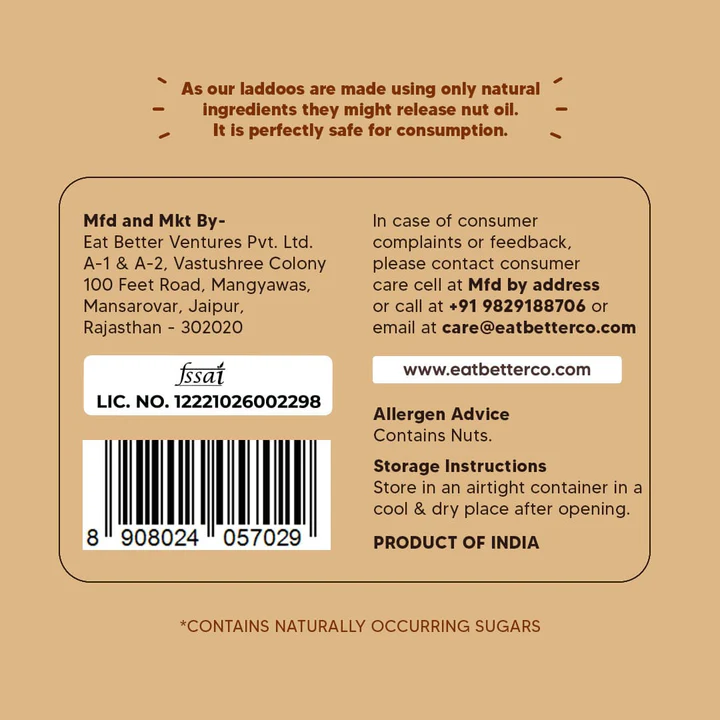 As our laddoos are made using only natural
ingredients they might release nut oil.
It is perfectly safe for consumption.
Mfd and Mkt By-
Eat Better Ventures Pvt. Ltd.
A-1 & A-2, Vastushree Colony
100 Feet Road, Mangyawas,
Mansarovar, Jaipur,
Rajasthan - 302020
fssai
LIC. NO. 12221026002298
8 908024 057029
In case of consumer
complaints or feedback,
please contact consumer
care cell at Mfd by address
or call at +91 9829188706 or
email at care@eatbetterco.com
www.eatbetterco.com
Allergen Advice
Contains Nuts.
Storage Instructions
Store in an airtight container in a
cool & dry place after opening.
PRODUCT OF INDIA
*CONTAINS NATURALLY OCCURRING SUGARS